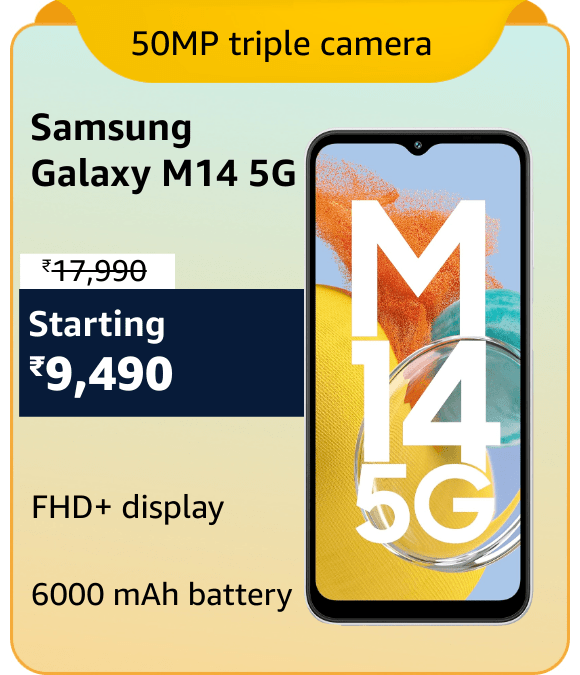 50MP triple camera
Samsung
Galaxy M14 5G
₹17,990
Starting
₹9,490
FHD+ display
6000 mAh battery
M
14
5G